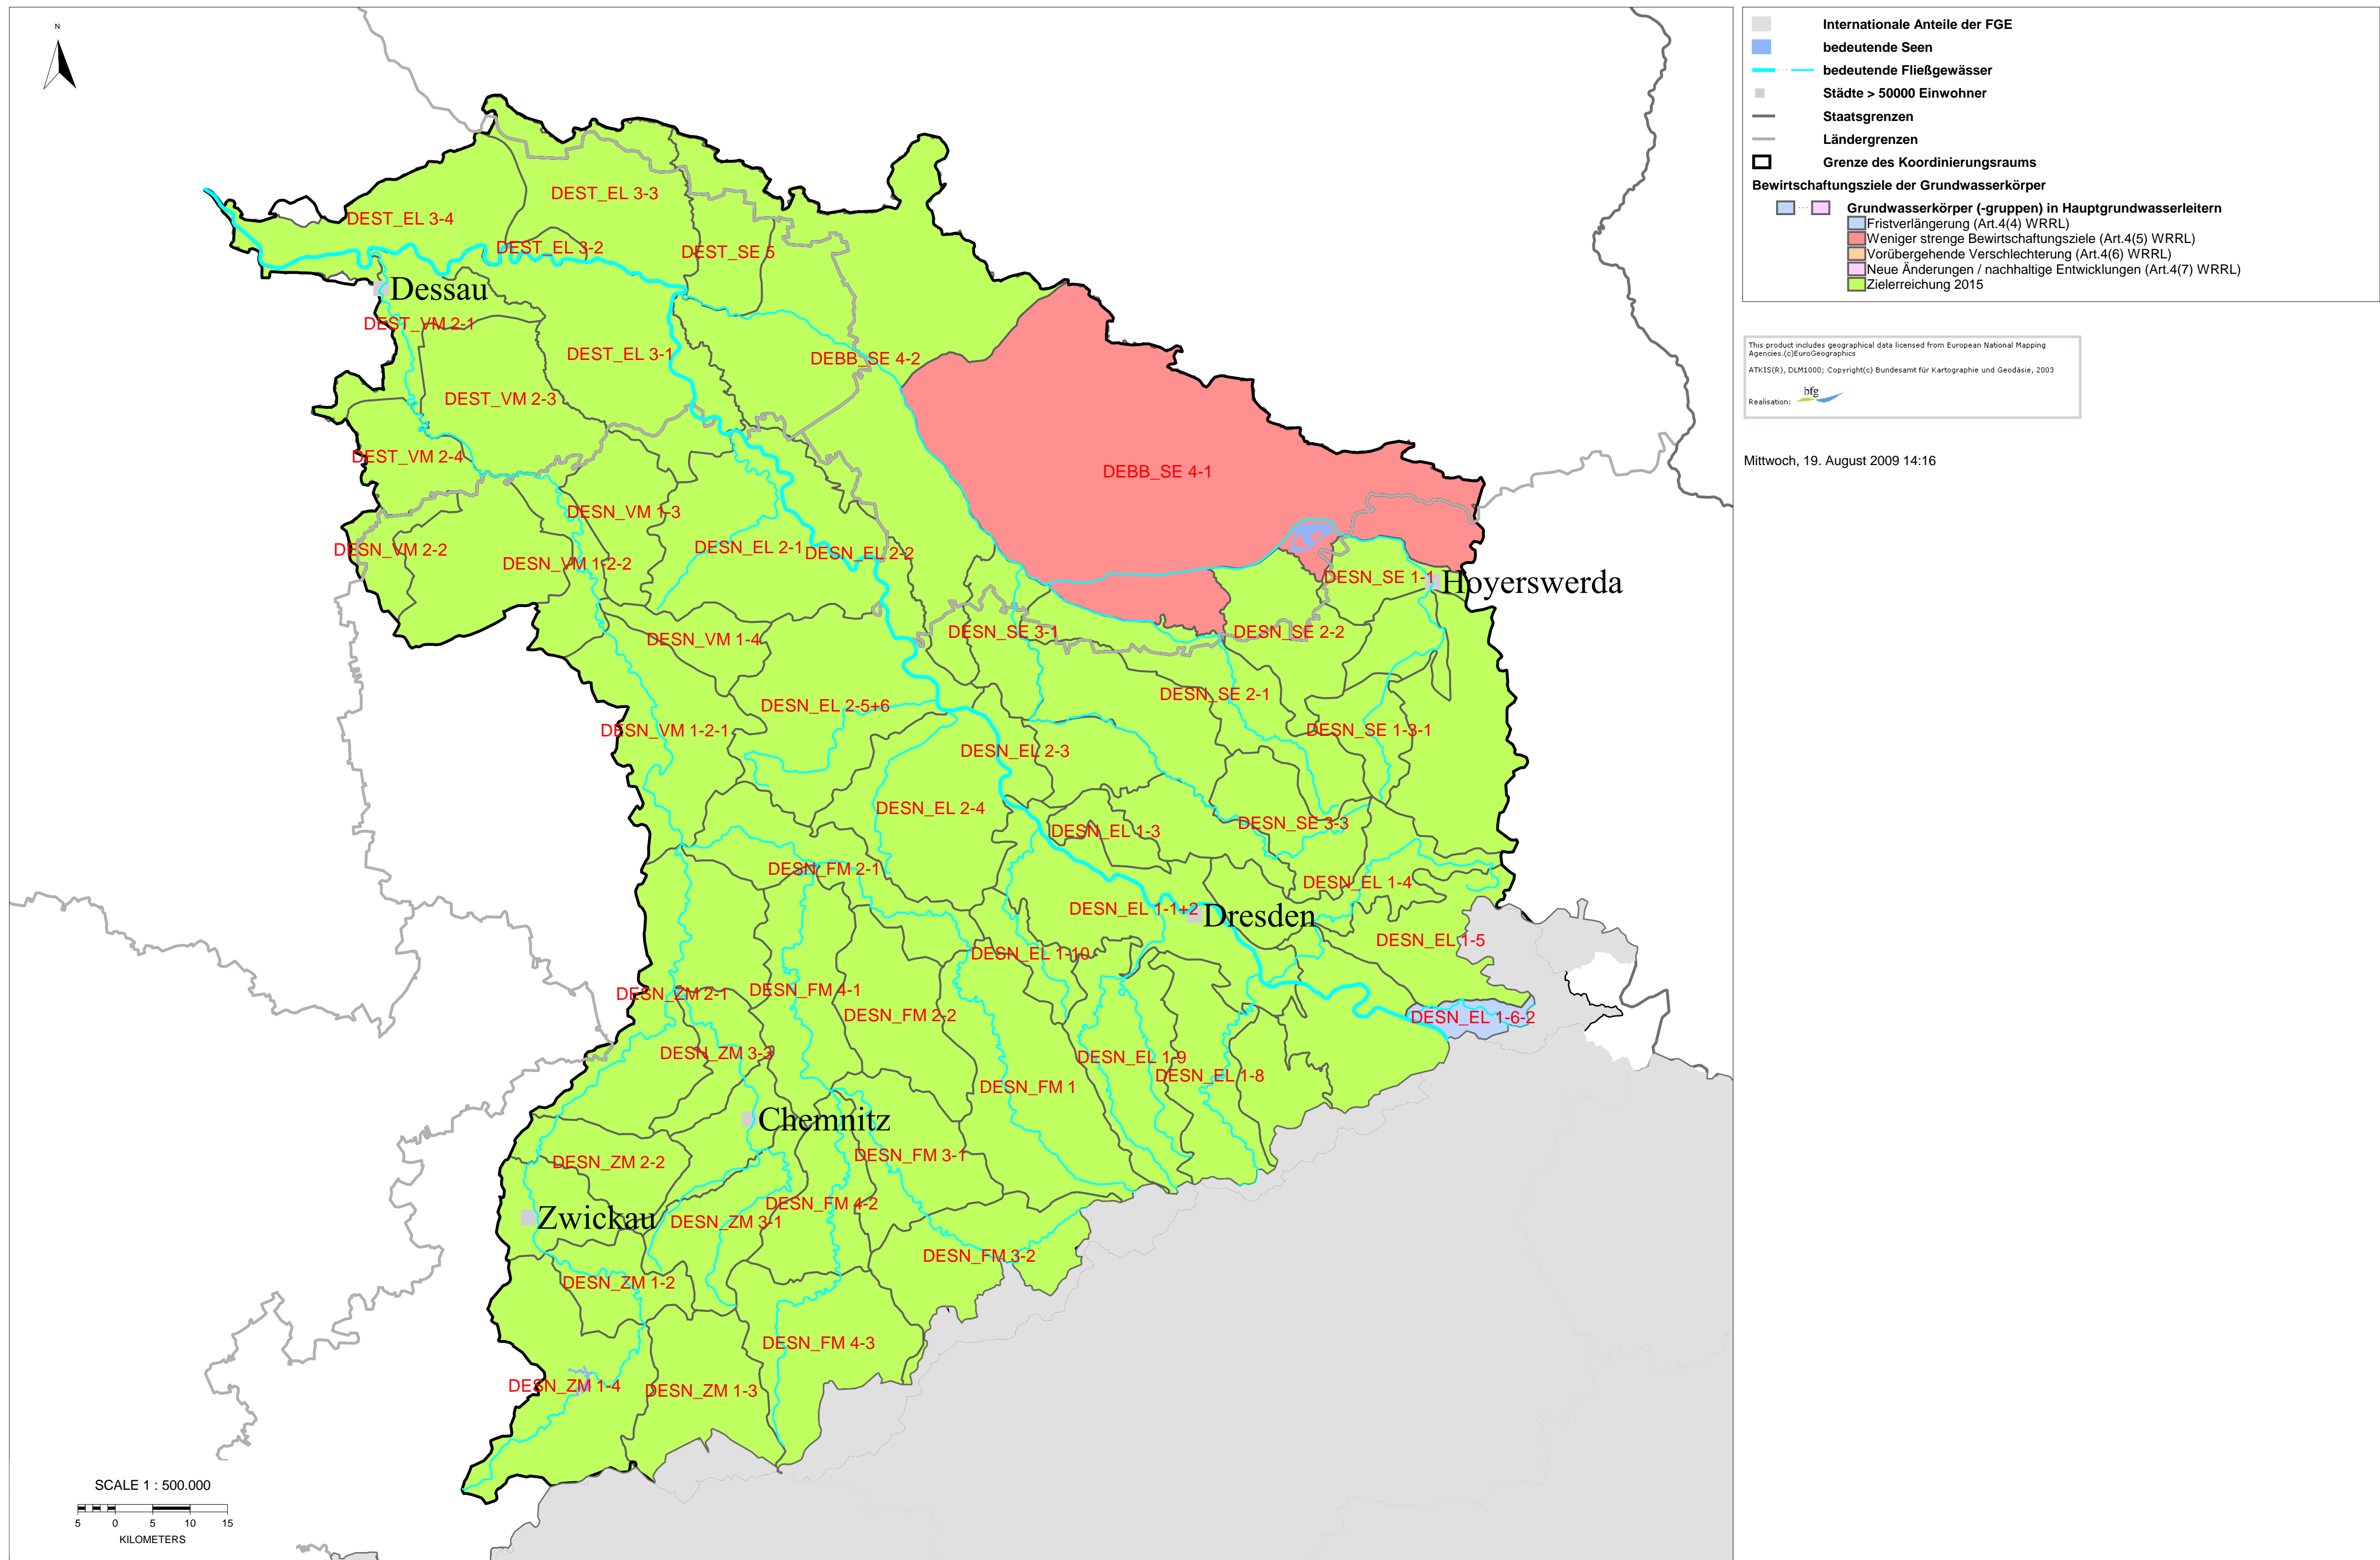 N
DEST_EL 3-3
DEST_EL 3-4
DEST_EL 3-2
DEST_SE 5
Dessau
DEST_VM 2-1
DEST_EL 3-1
DEBB_SE 4-2
DEST_VM 2-3
DEST_VM 2-4
DEBB_SE 4-1
DESN_VM 1-3
DESN_VM 2-2
DESN_EL 2-1
DESN_EL 2-2
DESN_VM 1-2-2
DESN_SE 1-1
Hoyerswerda
DESN_SE 3-1
DESN_SE 2-2
DESN_VM 1-4
DESN_SE 2-1
DESN_EL 2-5+6
DESN_VM 1-2-1
DESN_SE 1-3-1
DESN_EL 2-3
DESN_EL 2-4
DESN_SE 3-3
DESN_EL 1-3
DESN_FM 2-1
DESN_EL 1-4
DESN_EL 1-1+2
Dresden
DESN_EL 1-5
DESN_EL 1-10
DESN_ZM 2-1
DESN_FM 4-1
DESN_FM 2-2
DESN_EL 1-6-2
DESN_ZM 3-3
DESN_EL 1-9
DESN_EL 1-8
DESN_FM 1
Chemnitz
DESN_FM 3-1
DESN_ZM 2-2
DESN_FM 4-2
Zwickau
DESN_ZM 3-1
DESN_FM 3-2
DESN_ZM 1-2
DESN_FM 4-3
DESN_ZM 1-4
DESN_ZM 1-3
SCALE 1 : 500.000
5 0 5 10 15
KILOMETERS
Internationale Anteile der FGE
bedeutende Seen
bedeutende Fließgewässer
Städte > 50000 Einwohner
Staatsgrenzen
Ländergrenzen
Grenze des Koordinierungsraums
Bewirtschaftungsziele der Grundwasserkörper
Grundwasserkörper (-gruppen) in Hauptgrundwasserleitern
Fristverlängerung (Art.4(4) WRRL)
Weniger strenge Bewirtschaftungsziele (Art.4(5) WRRL)
Vorübergehende Verschlechterung (Art.4(6) WRRL)
Neue Änderungen / nachhaltige Entwicklungen (Art.4(7) WRRL)
Zielerreichung 2015
This product includes geographical data licensed from European National Mapping
Agencies.(c)EuroGeographics
ATKIS(R), DLM1000; Copyright(c) Bundesamt für Kartographie und Geodäsie, 2003
Realisation: bfg
Mittwoch, 19. August 2009 14:16